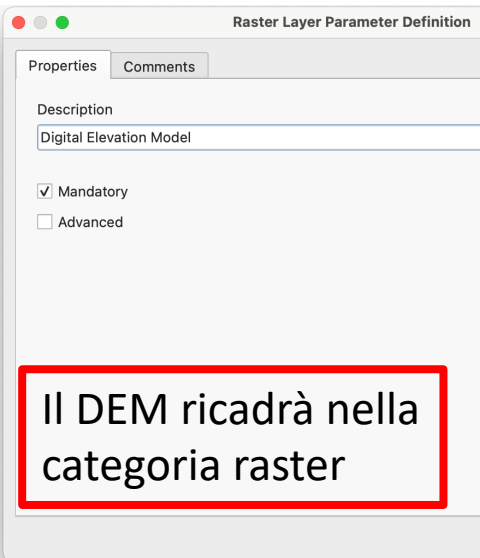 Raster Layer Parameter Definition
Properties Comments
Description
Digital Elevation Model
Mandatory
Advanced
Il DEM ricadrà nella
categoria raster